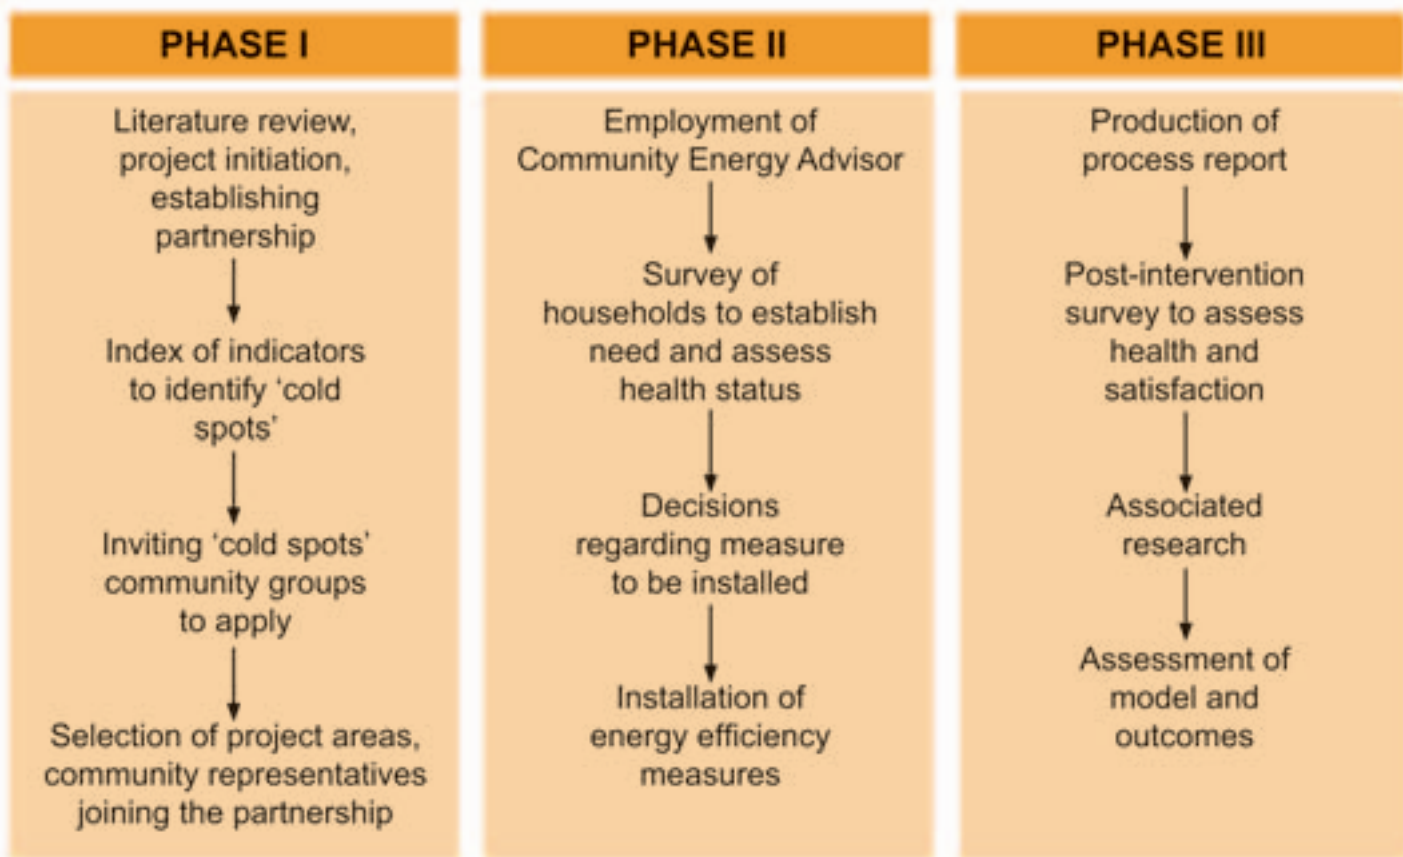 PHASE I
Literature review,
project initiation,
establishing
partnership
Index of indicators
to identify ‘cold
spots’
Inviting ‘cold spots’
community groups
to apply
Selection of project areas,
community representatives
joining the partnership
PHASE II
Employment of
Community Energy Advisor
Survey of
households to establish
need and assess
health status
Decisions
regarding measure
to be installed
Installation of
energy efficiency
measures
PHASE III
Production of
process report
Post-intervention
survey to assess
health and
satisfaction
Associated
research
Assessment of
model and
outcomes